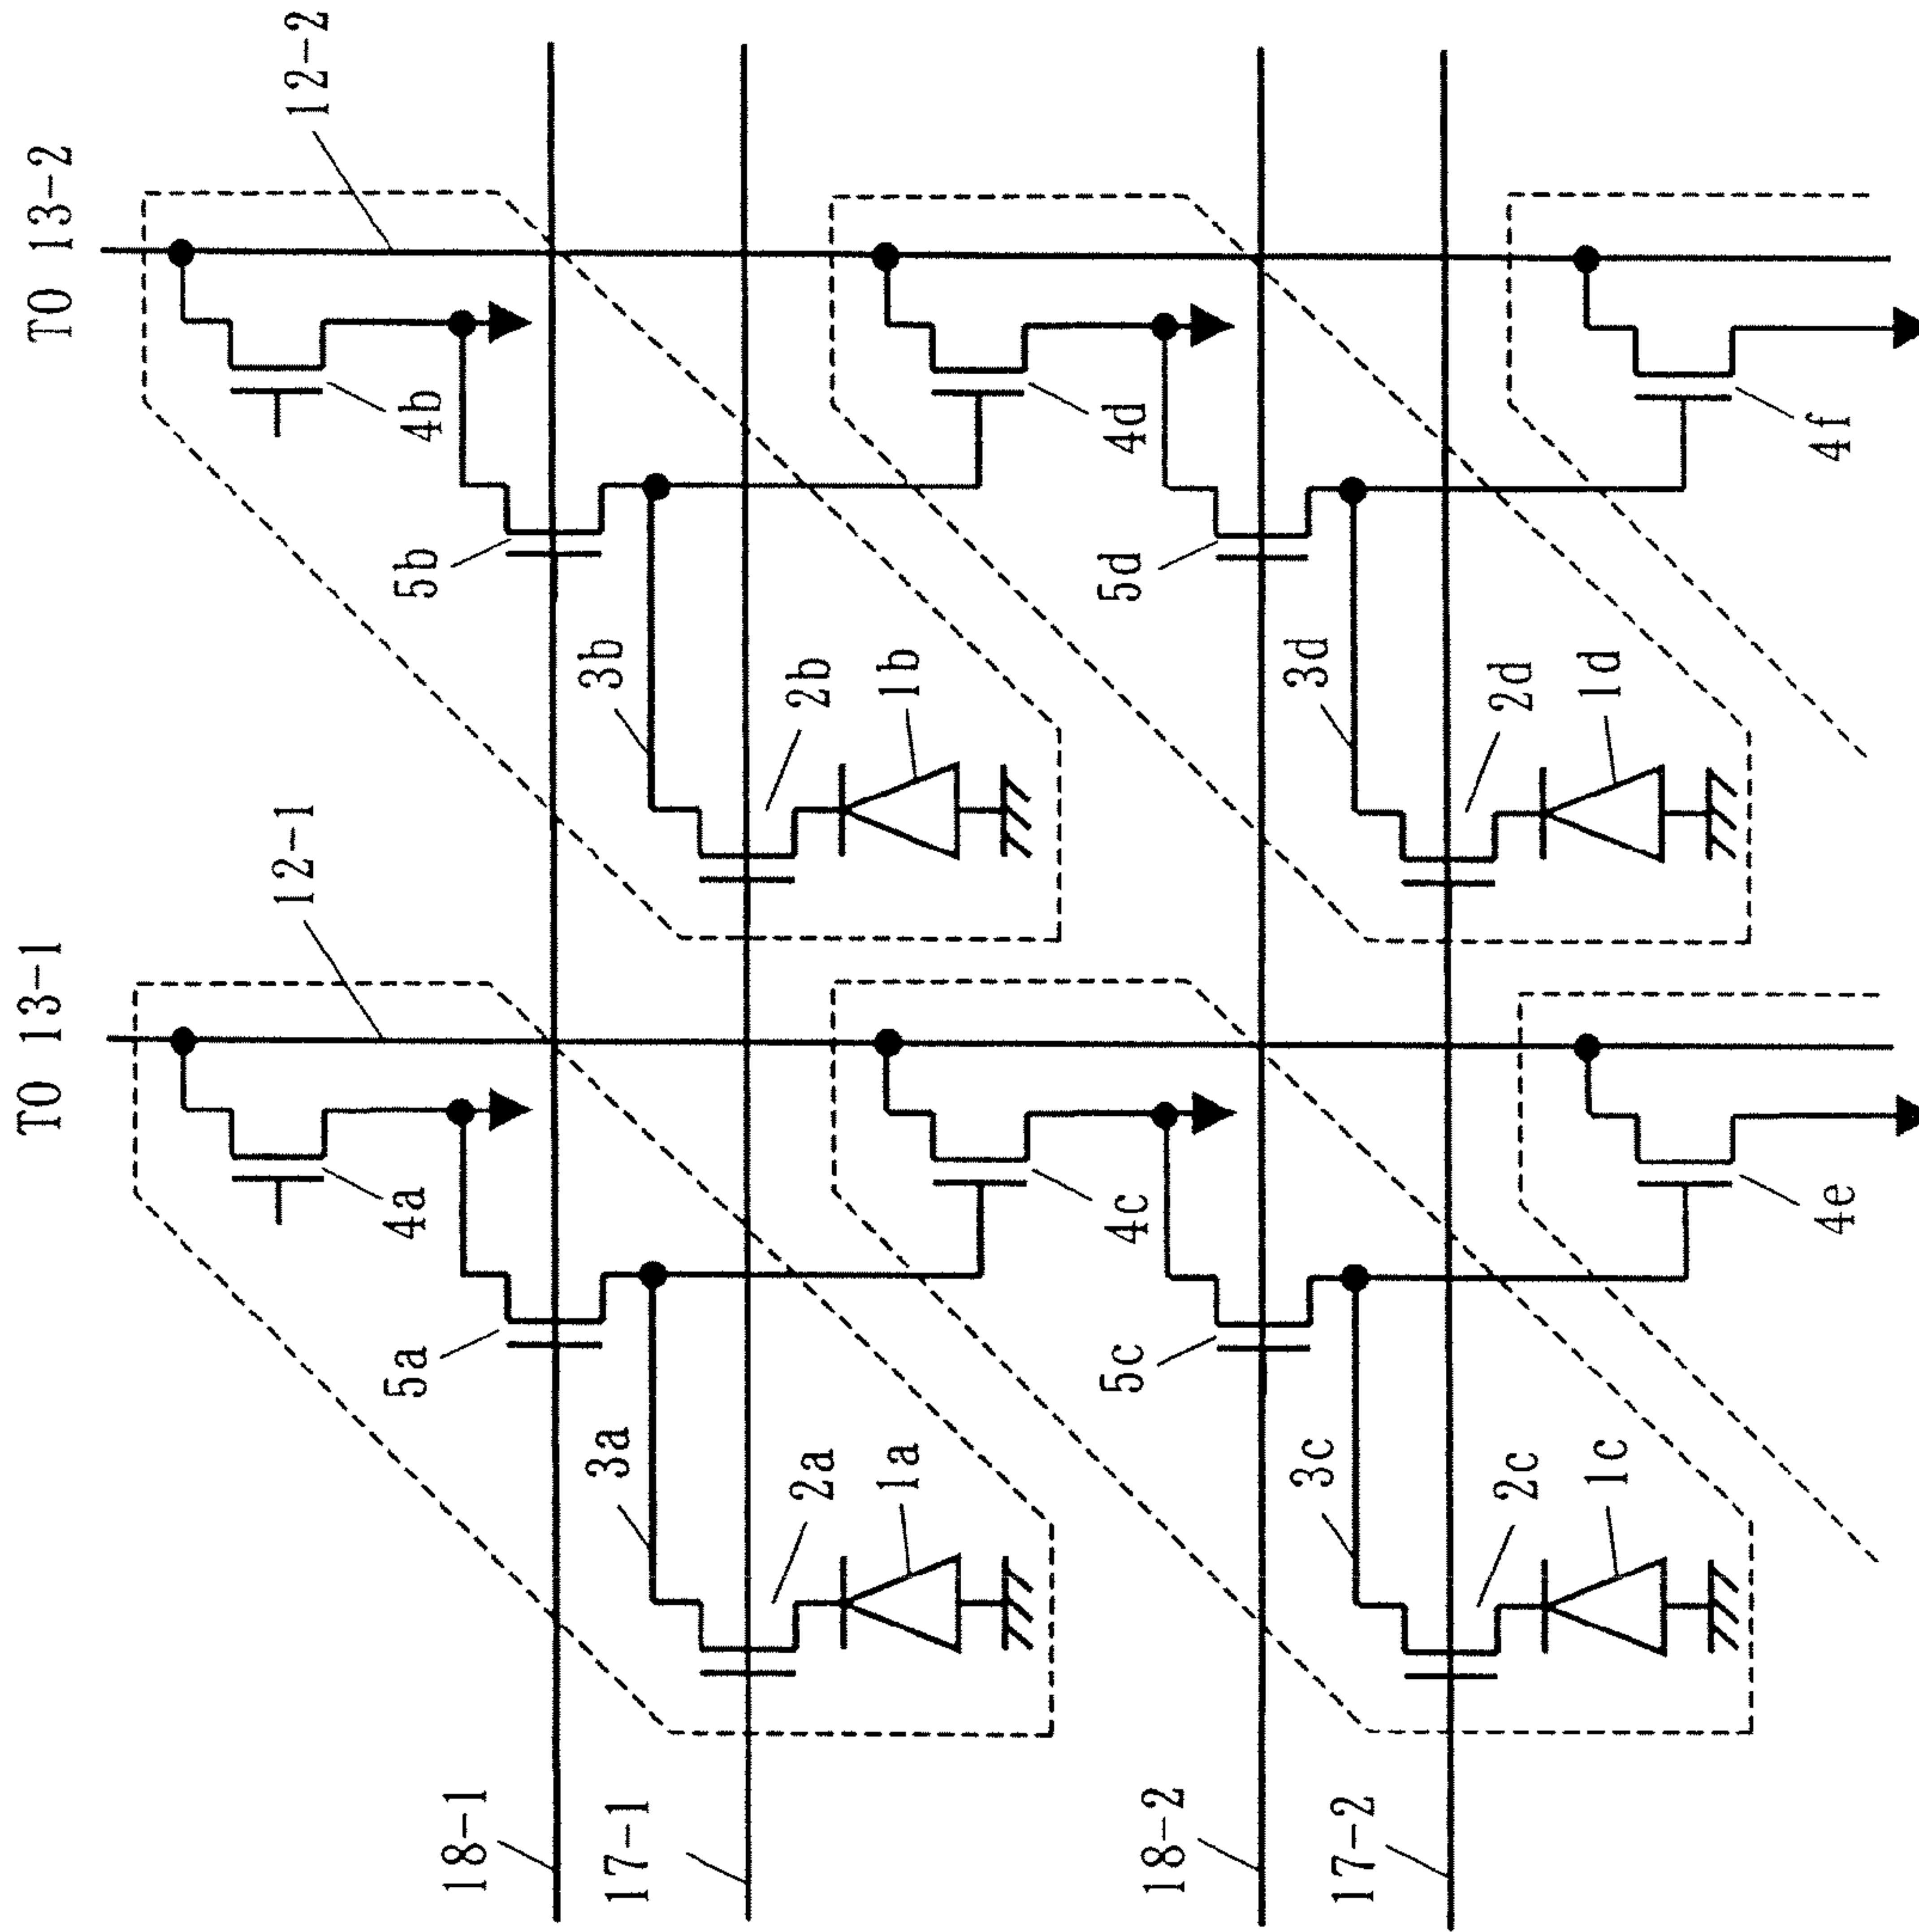 TO 13-1
TO 13-2
12-1
12-2
4a
4b
5a
5b
18-1
3a
3b
17-1
2a
2b
1a
1b
4c
4d
5c
5d
18-2
3c
3d
17-2
2c
2d
1c
1d
4e
4f